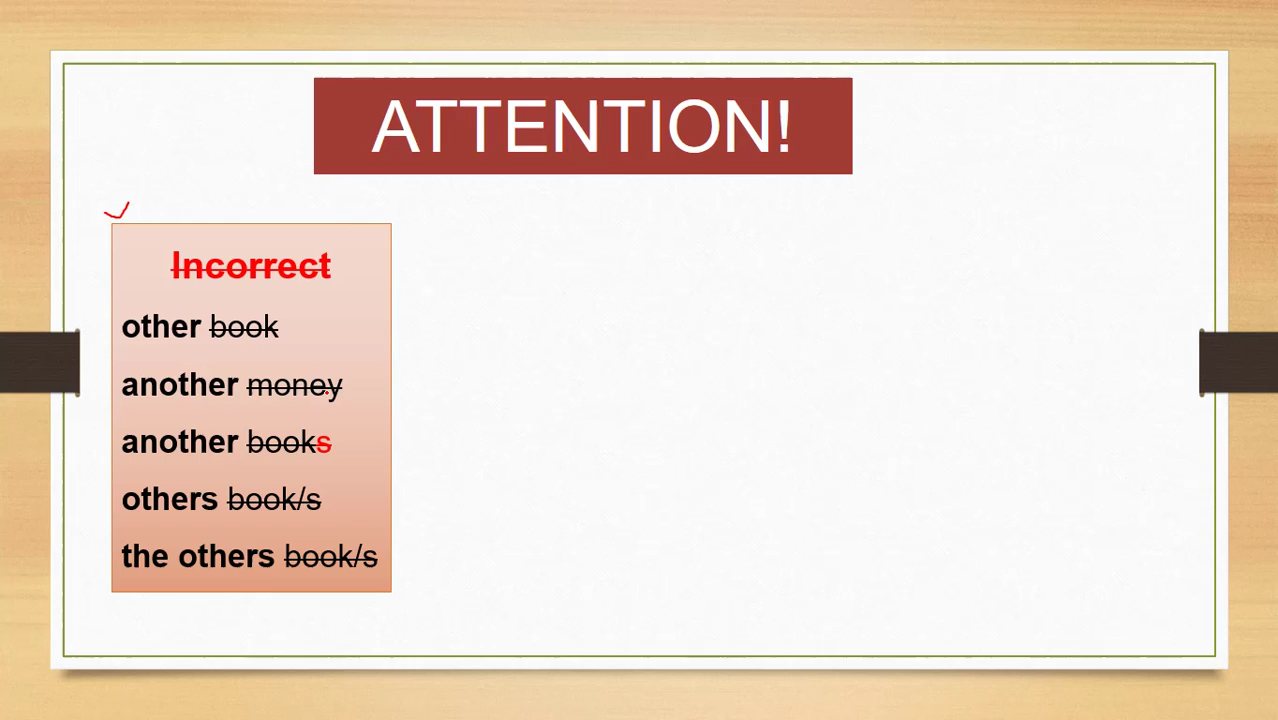 ATTENTION!
Incorrect
other book
another money
another books
others book/s
the others book/s